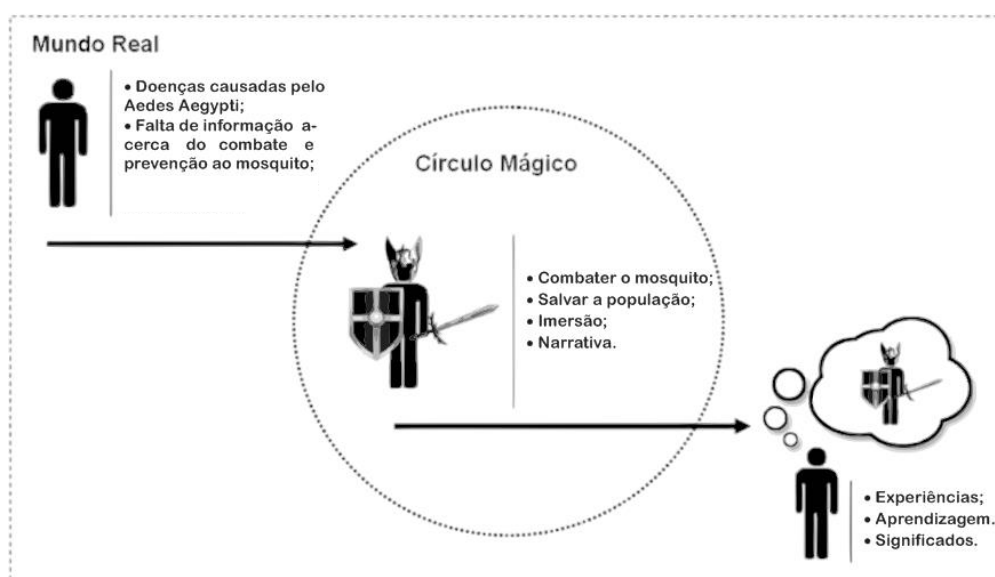 Mundo Real
• Doenças causadas pelo
Aedes Aegypti;
• Falta de informação a-
cerca do combate e
prevenção ao mosquito;
Círculo Mágico
• Combater o mosquito;
• Salvar a população;
• Imersão;
• Narrativa.
• Experiências;
• Aprendizagem.
• Significados.